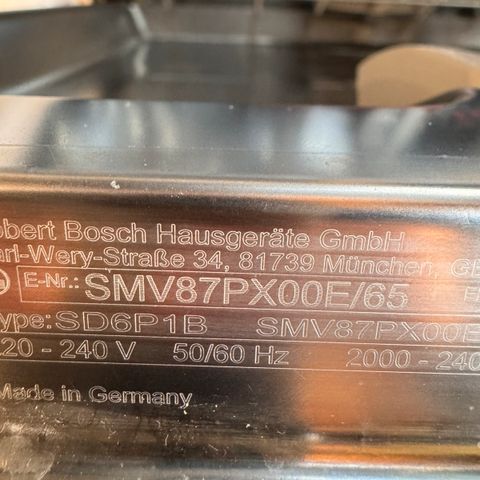 obert Bosch Hausgeräte GmbH
arl-Wery-Straße 34, 81739 München, GE
E-Nr.: SMV87PX00E/65 F
ype: SD6P1B SMV87PX00E
20 - 240 V 50/60 Hz 2000 - 240
Made in Germany